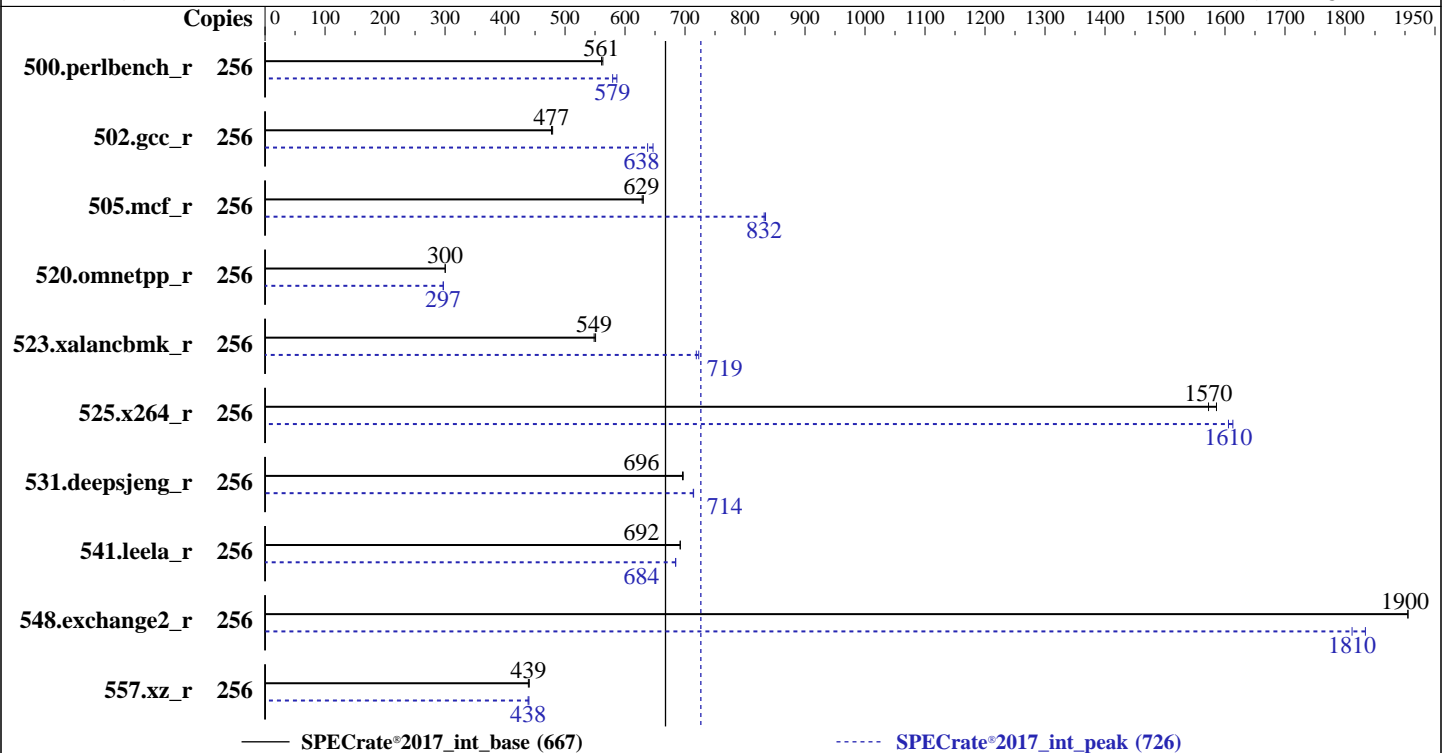 Copies 0 100 200 300 400 500 600 700 800 900 1000 1100 1200 1300 1400 1500 1600 1700 1800 1950
561
500.perlbench_r 256
579
477
502.gcc_r 256
638
629
505.mcf_r 256
832
300
520.omnetpp_r 256
297
549
523.xalancbmk_r 256
719
1570
525.x264_r 256
1610
696
531.deepsjeng_r 256
714
692
541.leela_r 256
684
1900
548.exchange2_r 256
1810
439
557.xz_r 256
438
SPECrate®2017_int_base (667) SPECrate®2017_int_peak (726)